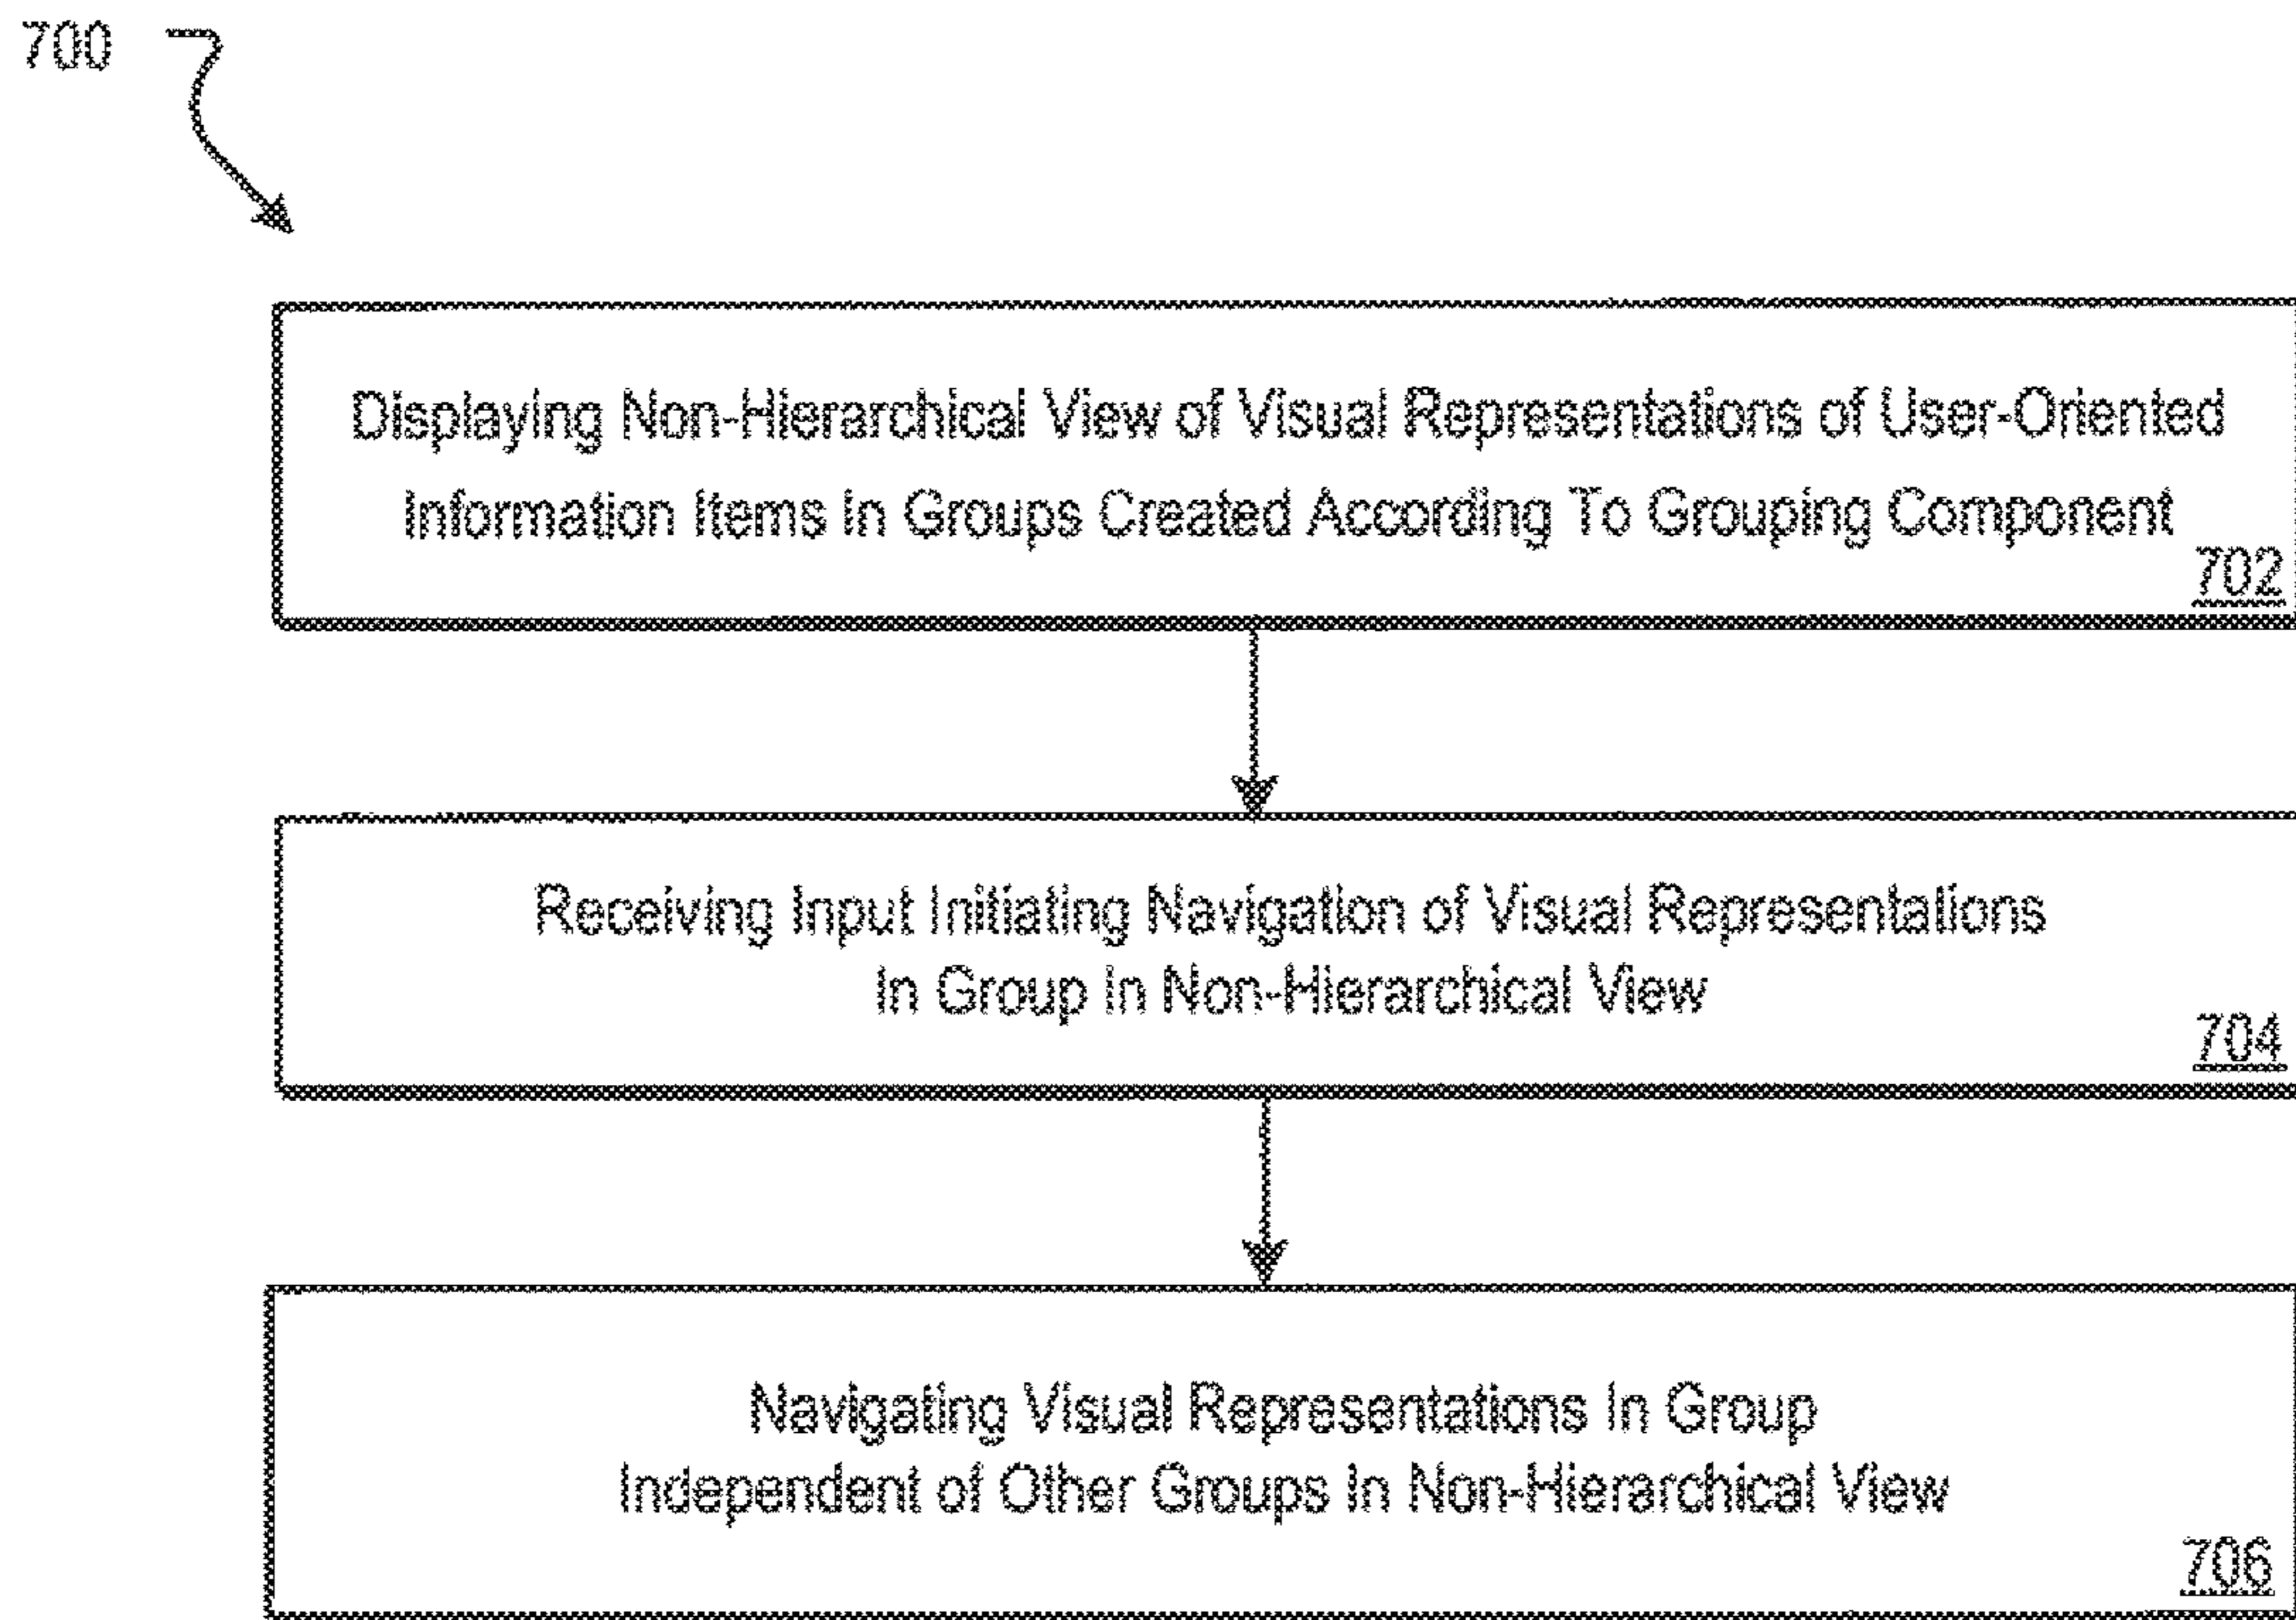 700
Displaying Non-Hierarchical View of Visual Representations of User-Oriented
Information Items In Groups Created According To Grouping Component
702
Receiving Input Initiating Navigation of Visual Representations
In Group In Non-Hierarchical View
704
Navigating Visual Representations In Group
Independent of Other Groups In Non-Hierarchical View
706